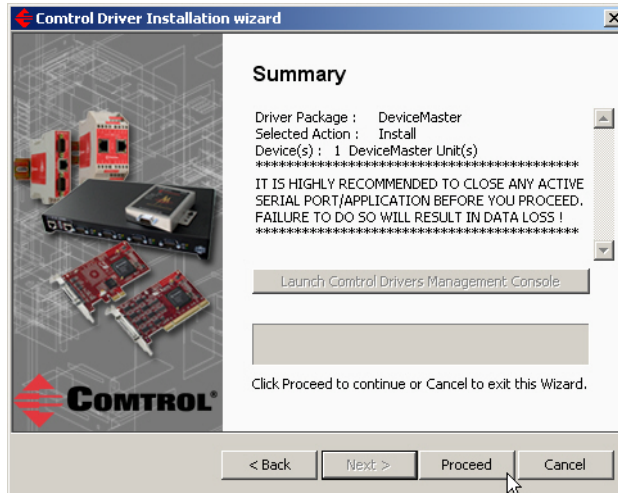 Comtrol Driver Installation wizard
Summary
Driver Package : DeviceMaster
Selected Action : Install
Device(s) : 1 DeviceMaster Unit(s)
******************************************************
IT IS HIGHLY RECOMMENDED TO CLOSE ANY ACTIVE
SERIAL PORT/APPLICATION BEFORE YOU PROCEED.
FAILURE TO DO SO WILL RESULT IN DATA LOSS !
******************************************************
Launch Comtrol Drivers Management Console
Click Proceed to continue or Cancel to exit this Wizard.
COMTROL®
< Back Next > Proceed Cancel